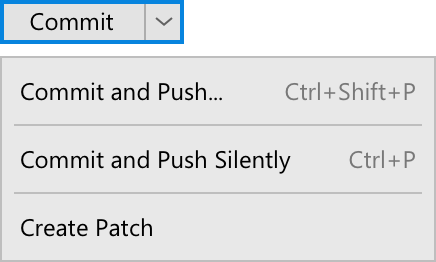 Commit
Commit and Push... Ctrl+Shift+P
Commit and Push Silently Ctrl+P
Create Patch